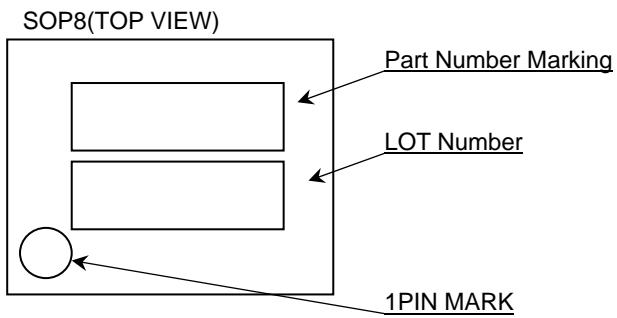 SOP8(TOP VIEW)
Part Number Marking
LOT Number
1PIN MARK